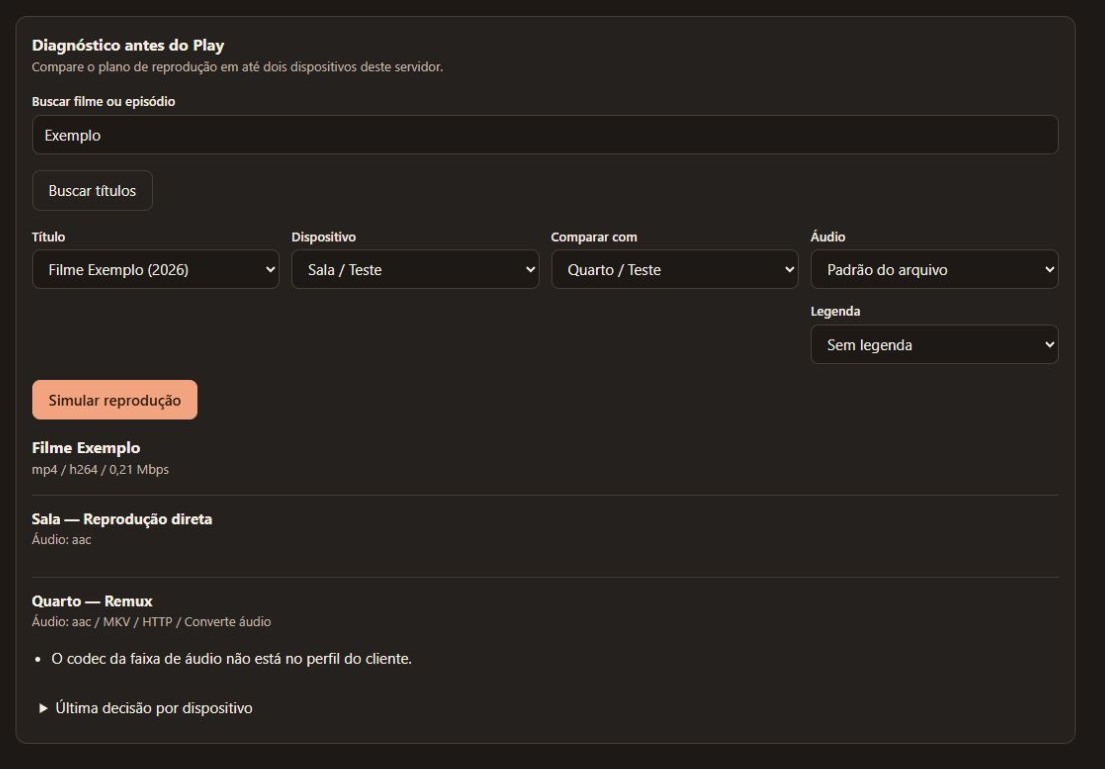 Diagnóstico antes do Play
Compare o plano de reprodução em até dois dispositivos deste servidor.
Buscar filme ou episódio
Exemplo
Buscar títulos
Título Dispositivo Comparar com Áudio
Filme Exemplo (2026) Sala / Teste Quarto / Teste Padrão do arquivo
Legenda
Sem legenda
Simular reprodução
Filme Exemplo
mp4 / h264 / 0,21 Mbps
Sala — Reprodução direta
Áudio: aac
Quarto — Remux
Áudio: aac / MKV / HTTP / Converte áudio
• O codec da faixa de áudio não está no perfil do cliente.
▶ Última decisão por dispositivo